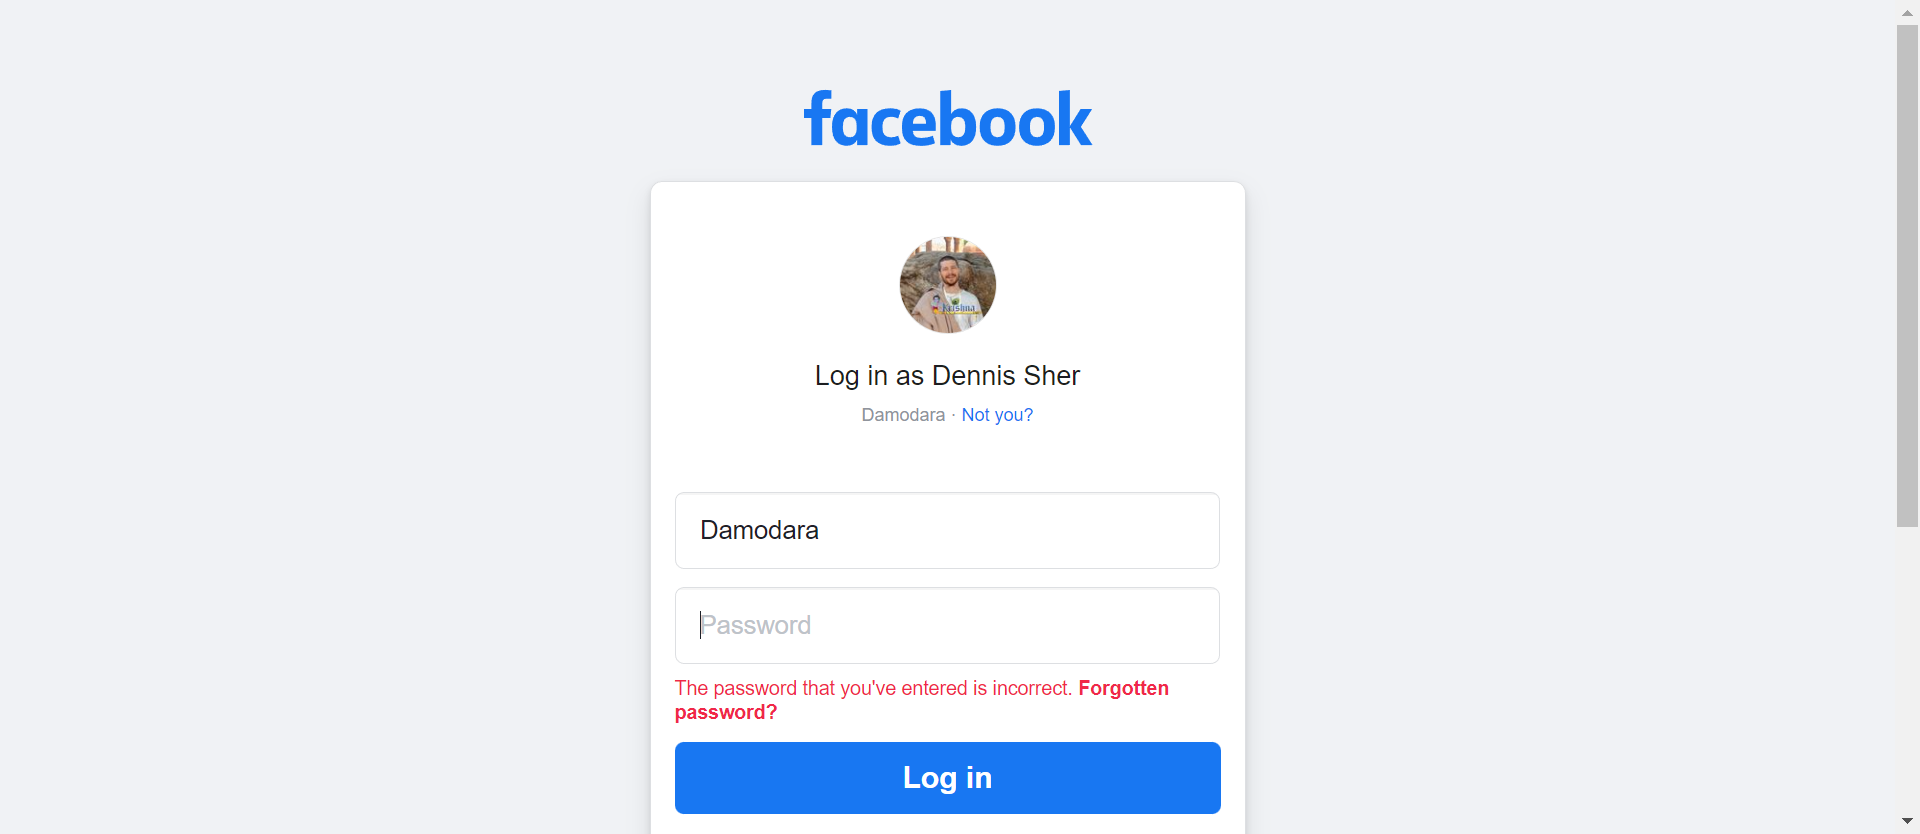 facebook
Krishna
Log in as Dennis Sher
Damodara · Not you?
Damodara
Password
The password that you've entered is incorrect. Forgotten
password?
Log in